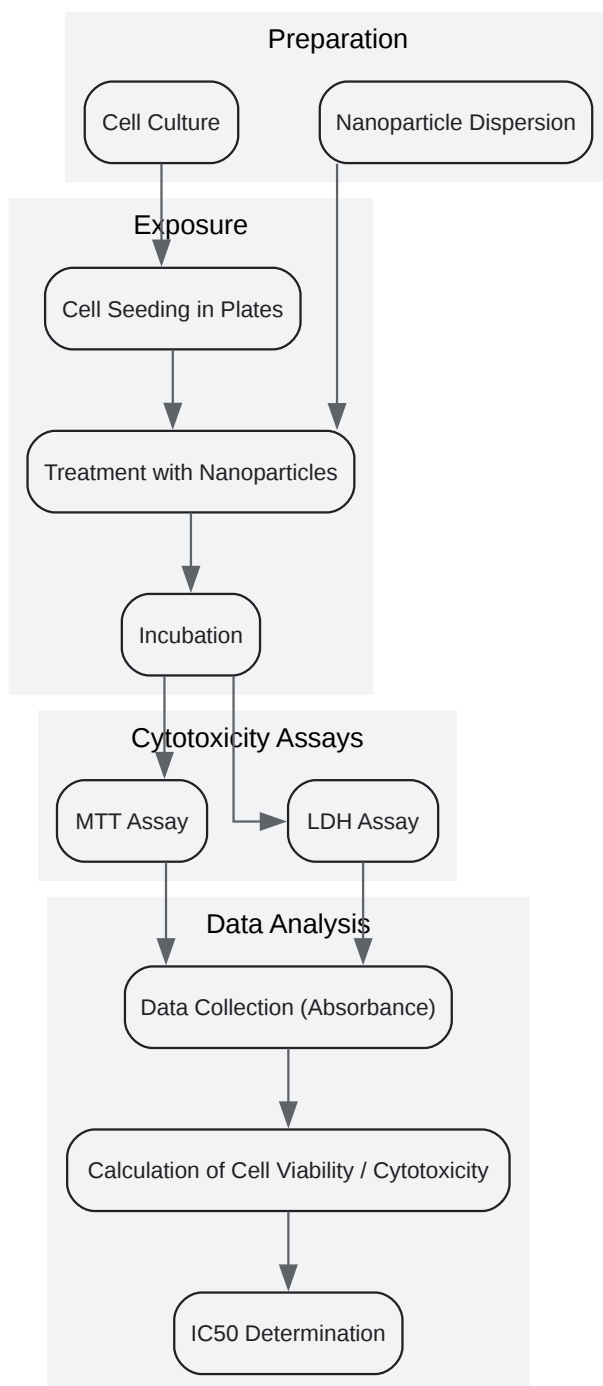 Preparation
Cell Culture
Nanoparticle Dispersion
Exposure
Cell Seeding in Plates
Treatment with Nanoparticles
Incubation
Cytotoxicity Assays
MTT Assay
LDH Assay
Data Analysis
Data Collection (Absorbance)
Calculation of Cell Viability / Cytotoxicity
IC50 Determination